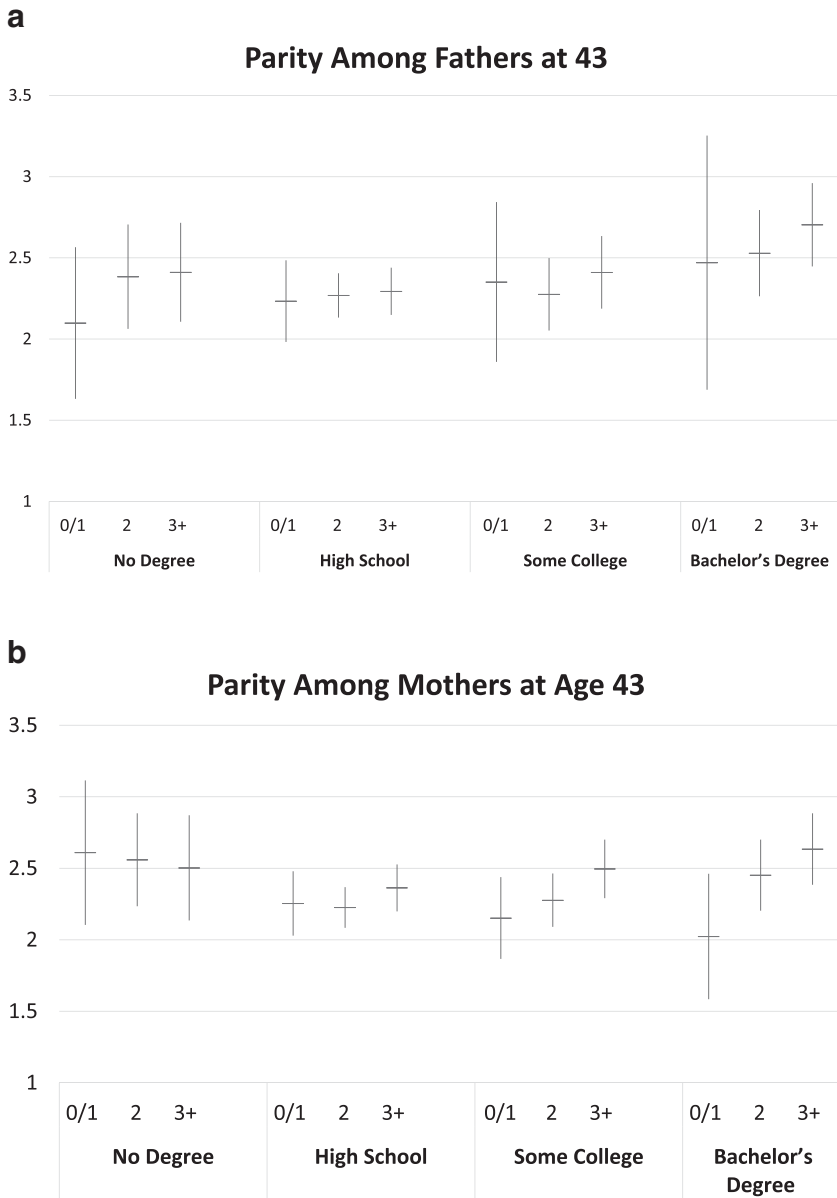 a
Parity Among Fathers at 43
3.5
3
2.5
2
1.5
1
0/1 2 3+ 0/1 2 3+ 0/1 2 3+ 0/1 2 3+
No Degree High School Some College Bachelor’s Degree
b
Parity Among Mothers at Age 43
3.5
3
2.5
2
1.5
1
0/1 2 3+ 0/1 2 3+ 0/1 2 3+ 0/1 2 3+
No Degree High School Some College Bachelor’s
Degree